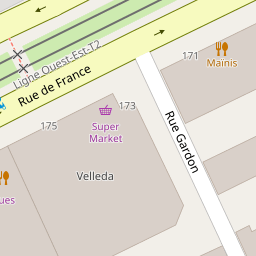 Ligne Ouest-Est-T2
Rue de France
171
Mainis
173
175
Super
Market
Rue Gardon
Velleda
ues